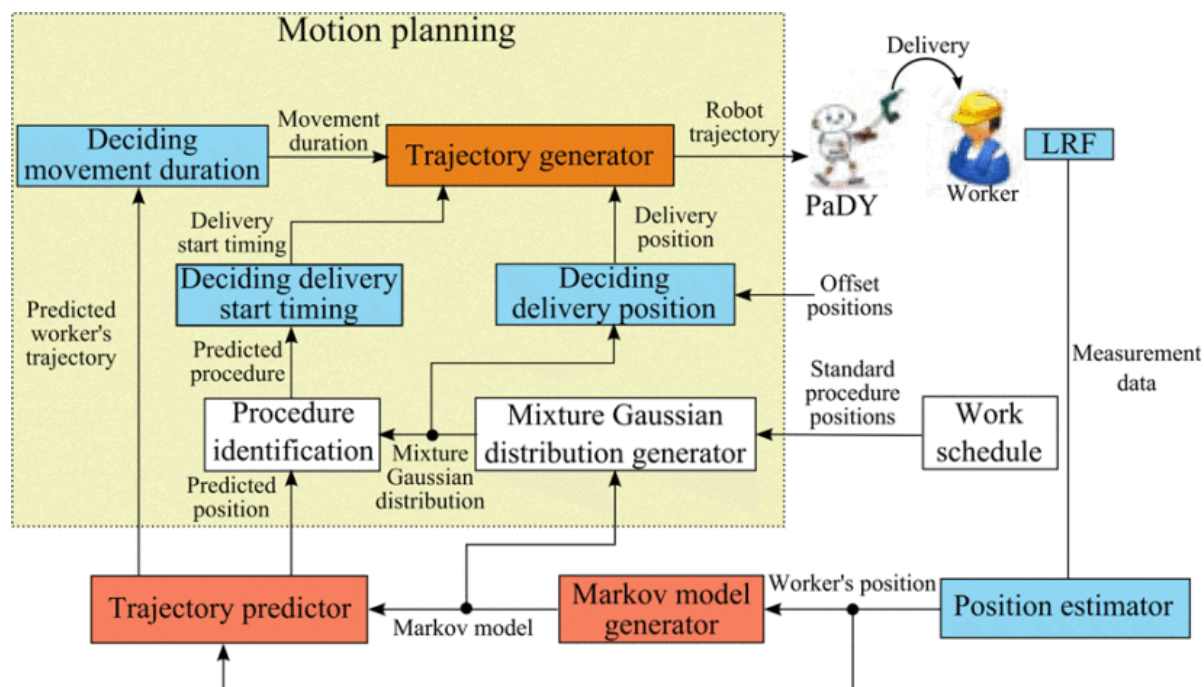 Motion planning
Delivery
Deciding
movement duration
Movement
duration
Trajectory generator
Robot
trajectory
PaDY
Worker
LRF
Delivery
start timing
Delivery
position
Predicted
worker's
trajectory
Deciding delivery
start timing
Deciding
delivery position
Offset
positions
Predicted
procedure
Measurement
data
Standard
procedure
positions
Procedure
identification
Mixture Gaussian
distribution generator
Work
schedule
Mixture
Gaussian
distribution
Predicted
position
Trajectory predictor
Markov model
Markov model
generator
Worker's position
Position estimator